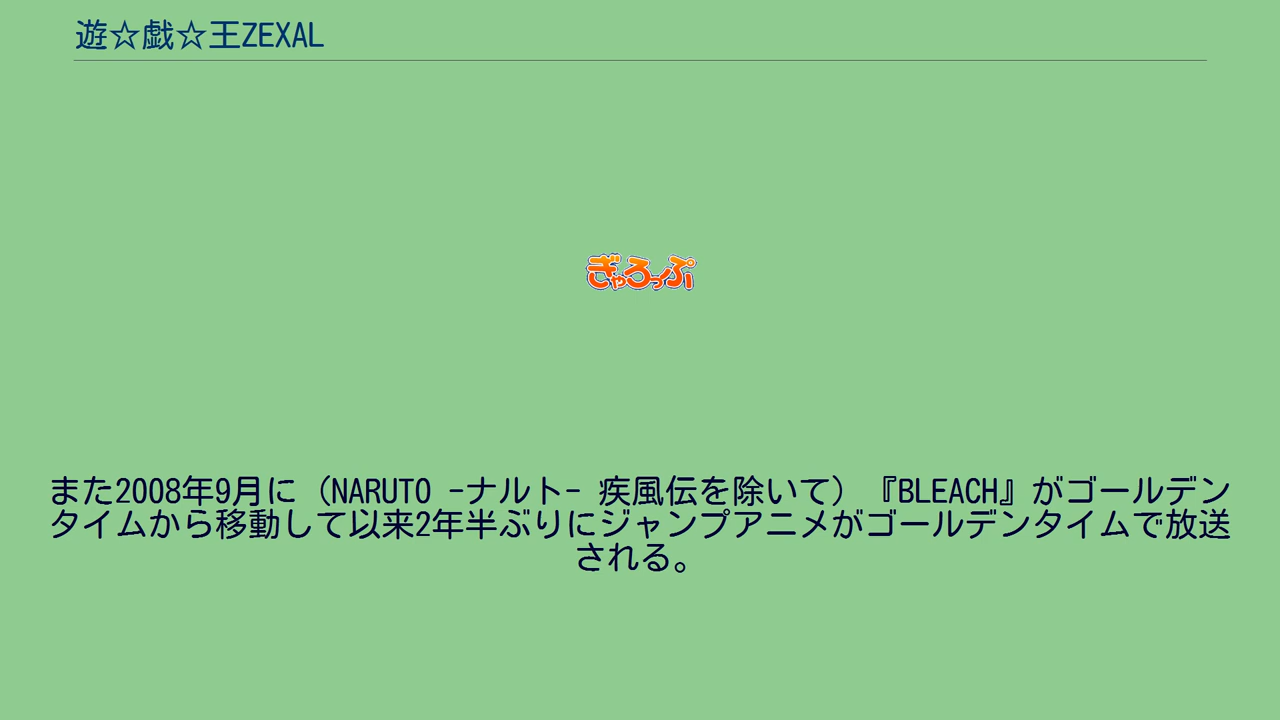 遊☆戯☆王ZEXAL
ぎゃろっぷ
また2008年9月に（NARUTO -ナルト- 疾風伝を除いて）『BLEACH』がゴールデン
タイムから移動して以来2年半ぶりにジャンプアニメがゴールデンタイムで放送
される。